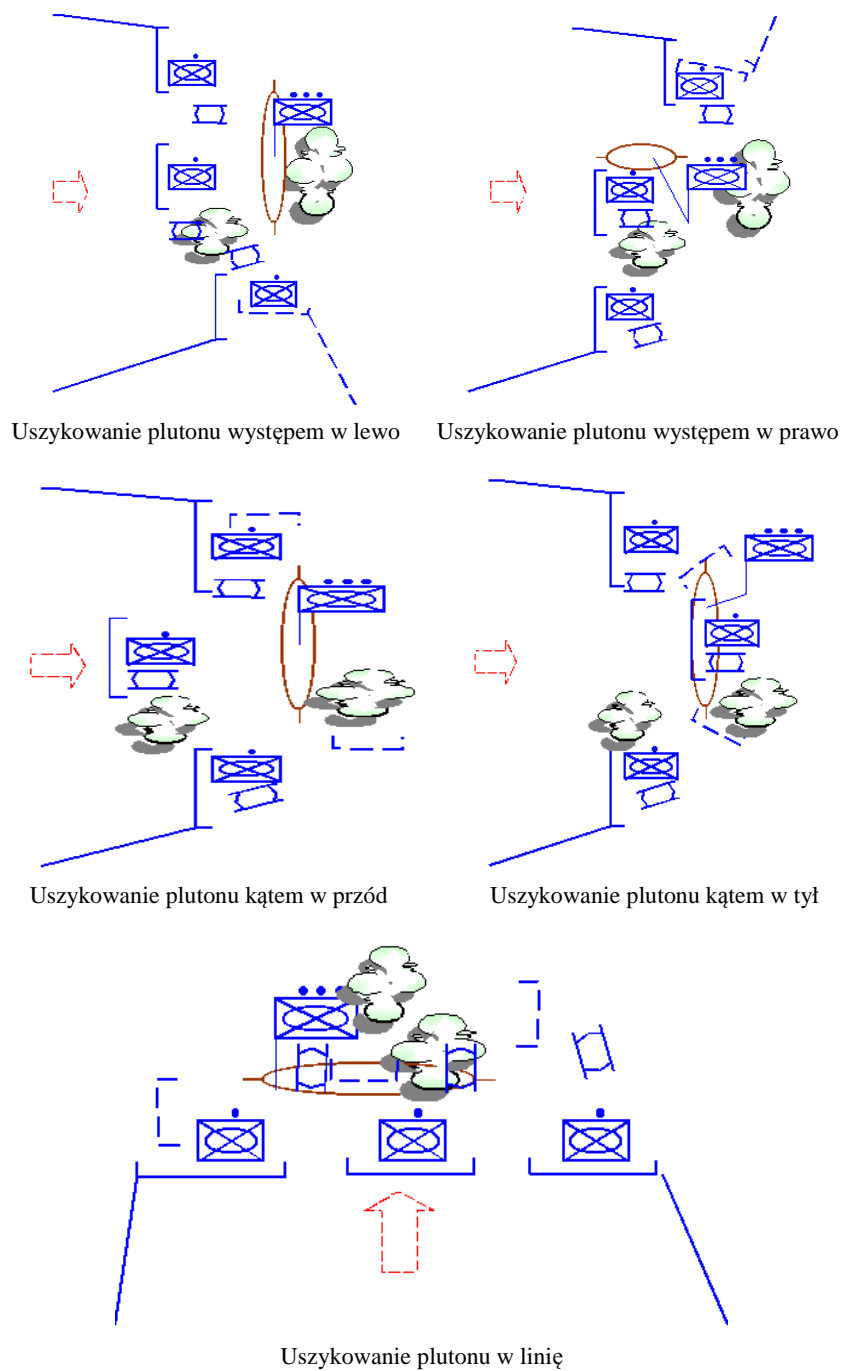 Uszykowanie plutonu występem w lewo
Uszykowanie plutonu występem w prawo
Uszykowanie plutonu kątem w przód
Uszykowanie plutonu kątem w tył
Uszykowanie plutonu w linię